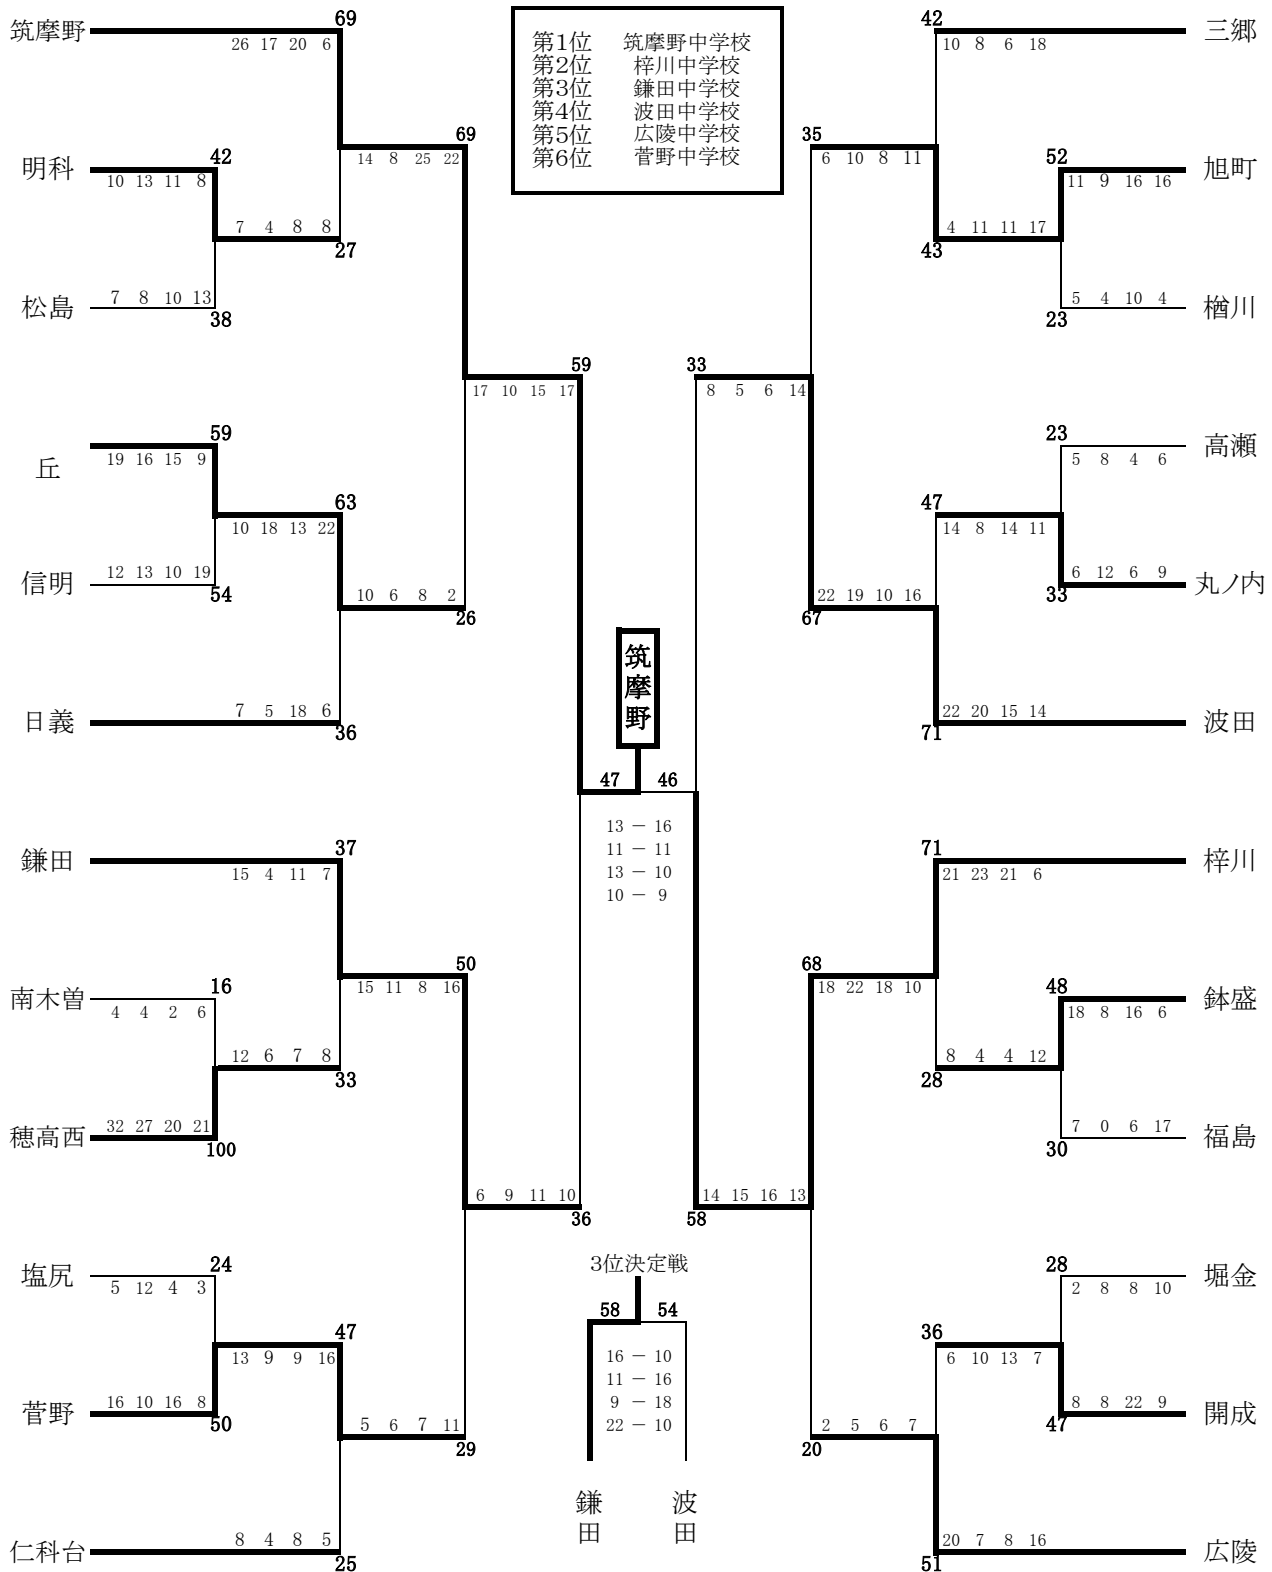 第1位 筑摩野中学校
第2位 梓川中学校
第3位 鎌田中学校
第4位 波田中学校
第5位 広陵中学校
第6位 菅野中学校
筑摩野
69
26 17 20 6
69
14 8 25 22
明科
42
10 13 11 8
7 4 8 8
27
松島
7 8 10 13
38
59
17 10 15 17
丘
59
19 16 15 9
63
10 18 13 22
信明
12 13 10 19
54
10 6 8 2
26
日義
7 5 18 6
36
鎌田
37
15 4 11 7
50
15 11 8 16
南木曽
16
4 4 2 6
12 6 7 8
33
穂高西
32 27 20 21
100
6 9 11 10
36
塩尻
24
5 12 4 3
47
13 9 9 16
菅野
16 10 16 8
50
5 6 7 11
29
仁科台
8 4 8 5
25
筑摩野
47 46
13 － 16
11 － 11
13 － 10
10 － 9
3位決定戦
58 54
16 － 10
11 － 16
9 － 18
22 － 10
鎌田
波田
42
三郷
10 8 6 18
35
6 10 8 11
52
旭町
11 9 16 16
4 11 11 17
43
5 4 10 4
楢川
23
33
8 5 6 14
23
高瀬
5 8 4 6
47
14 8 14 11
6 12 6 9
丸ノ内
33
22 19 10 16
67
22 20 15 14
波田
71
71
梓川
21 23 21 6
68
18 22 18 10
48
鉢盛
18 8 16 6
8 4 4 12
28
7 0 6 17
福島
30
14 15 16 13
58
28
堀金
2 8 8 10
36
6 10 13 7
8 8 22 9
開成
47
2 5 6 7
20
20 7 8 16
広陵
51